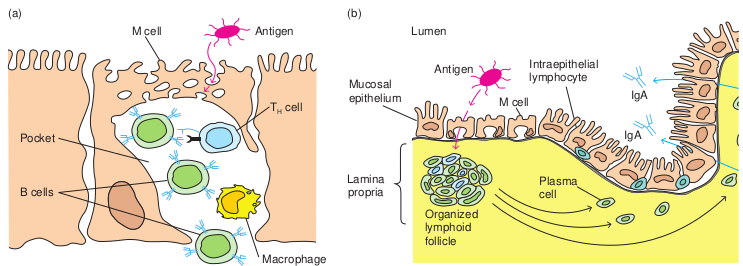 (a)
M cell
Antigen
T_H cell
Pocket
B cells
Macrophage
(b)
Lumen
Antigen
Intraepithelial
lymphocyte
IgA
Mucosal
epithelium
M cell
IgA
Lamina
propria
Plasma
cell
Organized
lymphoid
follicle